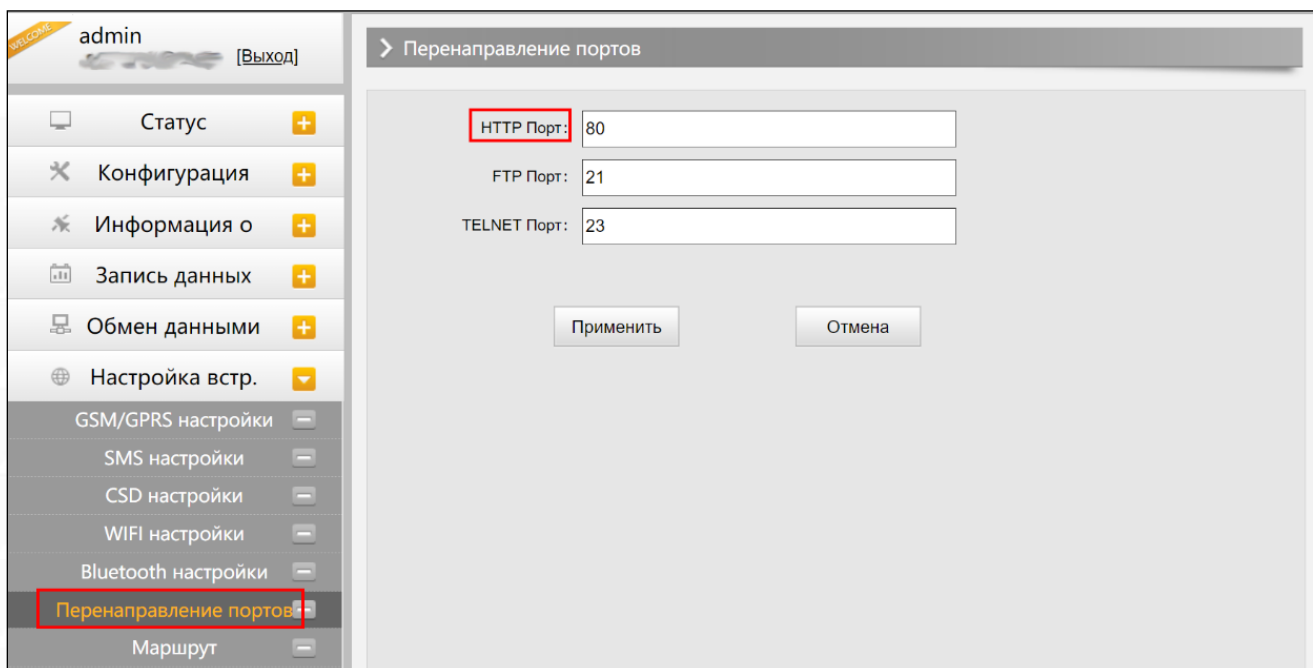 WELCOME
admin
[Выход]
Статус
Конфигурация
Информация о
Запись данных
Обмен данными
Настройка встр.
GSM/GPRS настройки
SMS настройки
CSD настройки
WIFI настройки
Bluetooth настройки
Перенаправление портов
Маршрут
Перенаправление портов
HTTP Порт: 80
FTP Порт: 21
TELNET Порт: 23
Применить Отмена